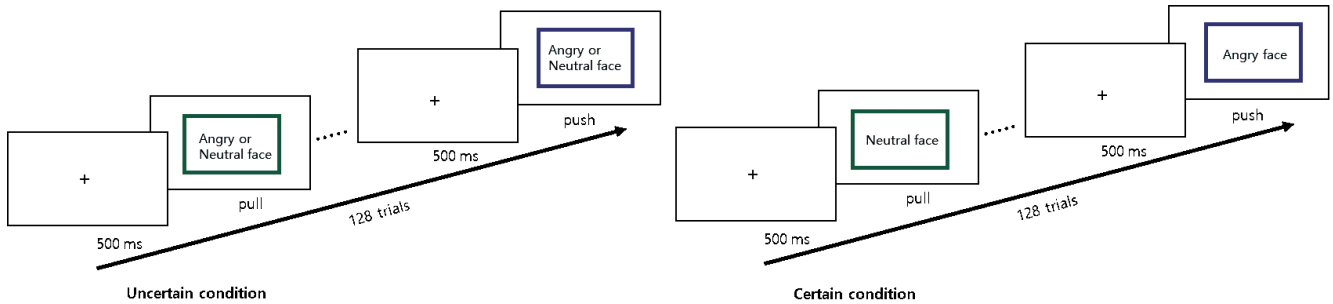 +
500 ms
Angry or
Neutral face
pull
......
+
500 ms
Angry or
Neutral face
push
128 trials
Uncertain condition
+
500 ms
Neutral face
pull
......
+
500 ms
Angry face
push
128 trials
Certain condition